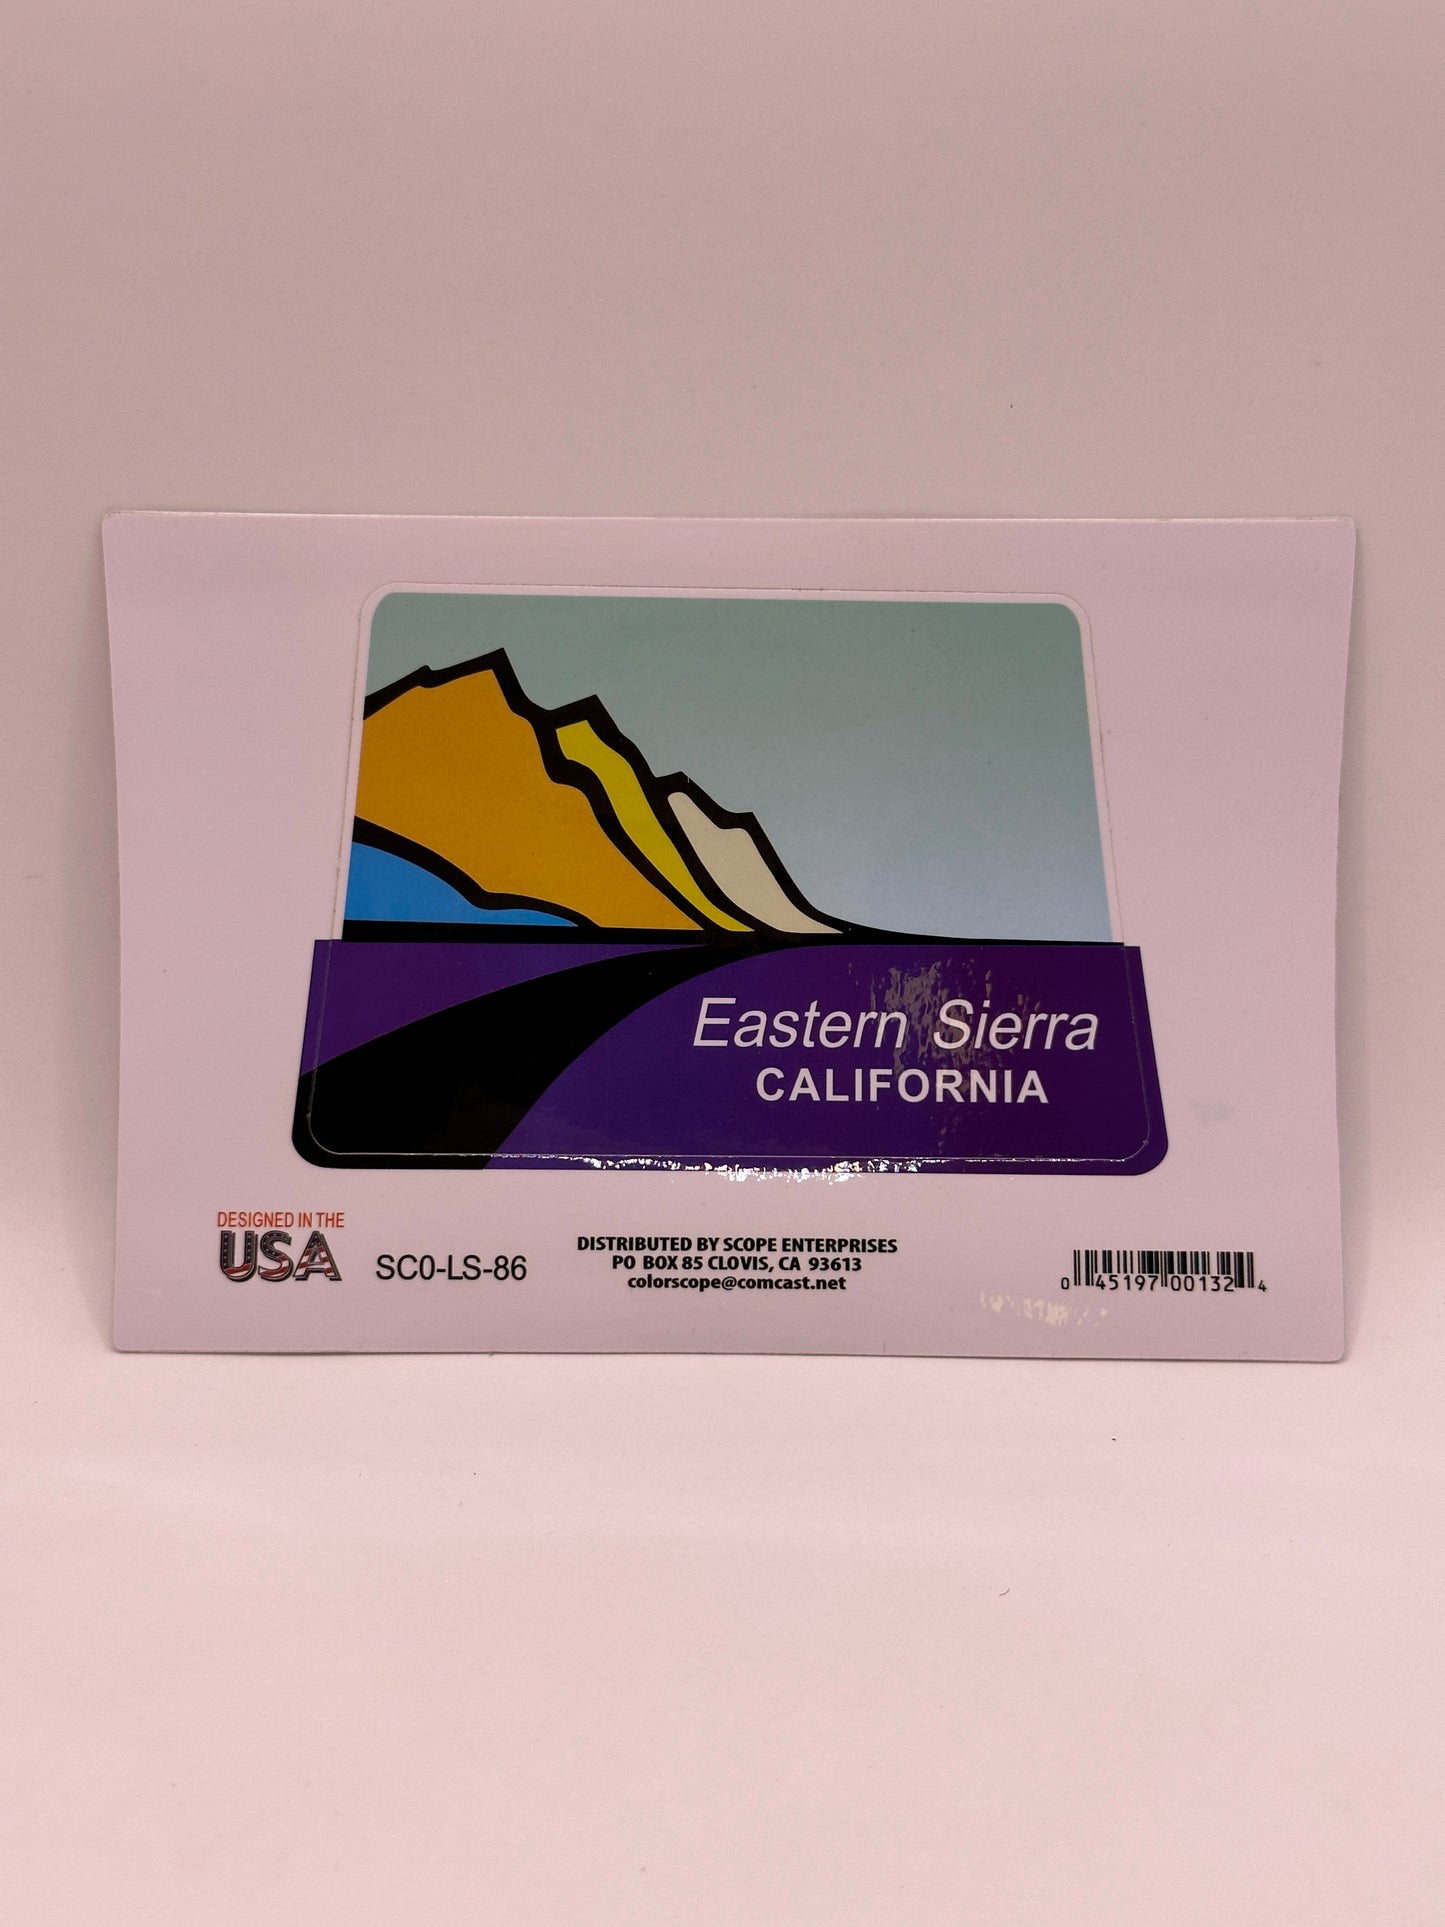 Eastern Sierra
CALIFORNIA
DESIGNED IN THE
USA
SC0-LS-86
DISTRIBUTED BY SCOPE ENTERPRISES
PO BOX 85 CLOVIS, CA 93613
colorscope@comcast.net
0 45197 00132 4